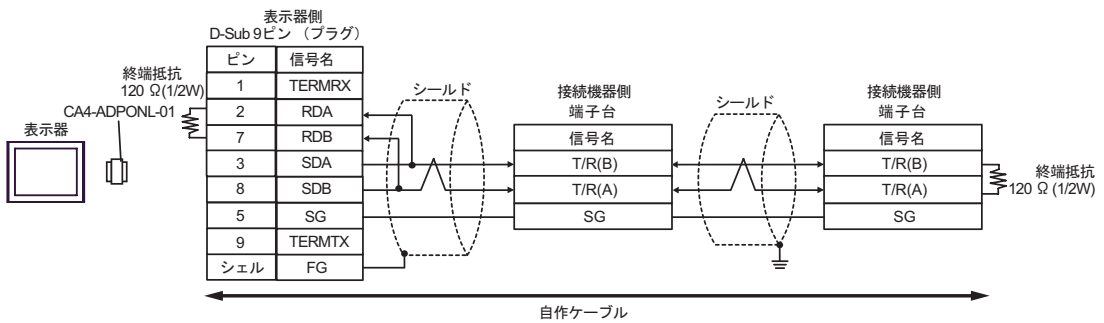 表示器側
D-Sub 9ピン （プラグ）
ピン 信号名
1 TERMRX
2 RDA
7 RDB
3 SDA
8 SDB
5 SG
9 TERMTX
シェル FG
終端抵抗
120 Ω(1/2W)
CA4-ADPONL-01
表示器
シールド
接続機器側
端子台
信号名
T/R(B)
T/R(A)
SG
シールド
接続機器側
端子台
信号名
T/R(B)
T/R(A)
SG
終端抵抗
120 Ω (1/2W)
自作ケーブル